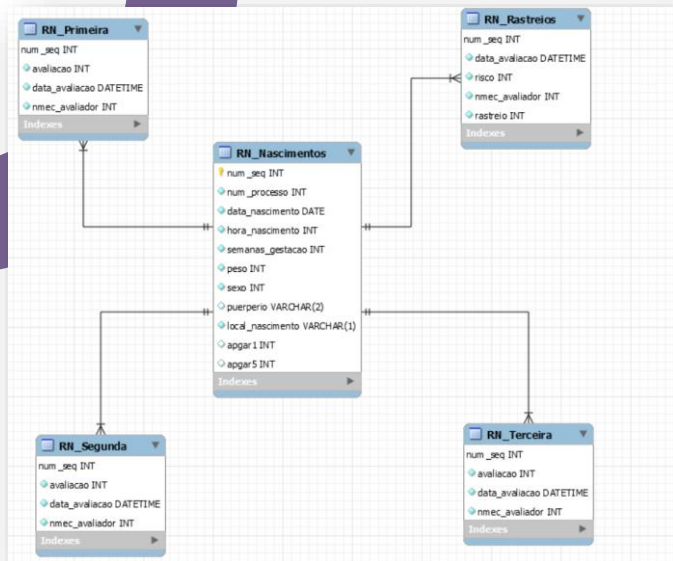 RN_Primeira
num_seq INT
avaliacao INT
data_avaliacao DATETIME
nmec_avaliador INT
Indexes
RN_Rastreios
num_seq INT
data_avaliacao DATETIME
risco INT
nmec_avaliador INT
rastreio INT
Indexes
RN_Nascimentos
num_seq INT
num_processo INT
data_nascimento DATE
hora_nascimento INT
semanas_gestacao INT
peso INT
sexo INT
puerperio VARCHAR(2)
local_nascimento VARCHAR(1)
apgar1 INT
apgar5 INT
Indexes
RN_Segunda
num_seq INT
avaliacao INT
data_avaliacao DATETIME
nmec_avaliador INT
Indexes
RN_Terceira
num_seq INT
avaliacao INT
data_avaliacao DATETIME
nmec_avaliador INT
Indexes